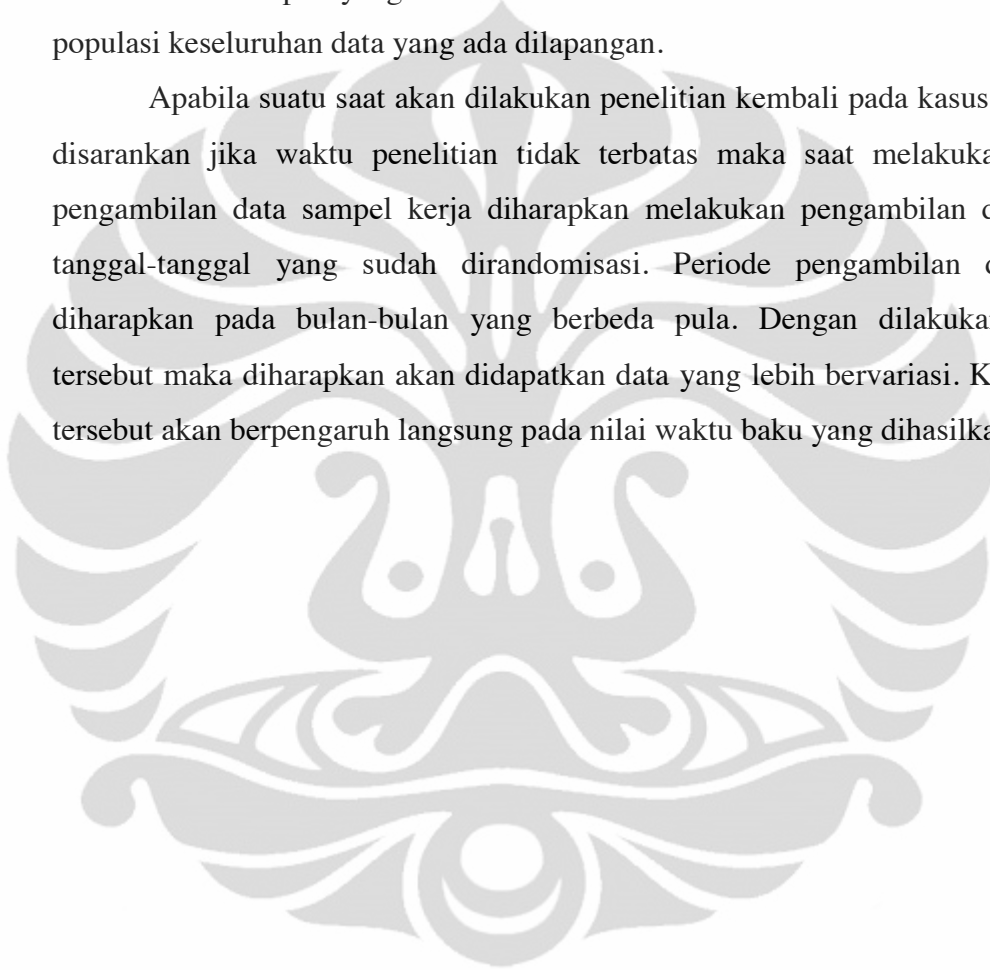 yang
populasi keseluruhan data yang ada dilapangan.
Apabila suatu saat akan dilakukan penelitian kembali pada kasus
disarankan jika waktu penelitian tidak terbatas maka saat
pengambilan data sampel kerja diharapkan melakukan pengambilan
tanggal-tanggal yang sudah dirandomisasi. Periode pengambilan
diharapkan pada bulan-bulan yang berbeda pula. Dengan
tersebut maka diharapkan akan didapatkan data yang lebih bervariasi.
tersebut akan berpengaruh langsung pada nilai waktu baku yang